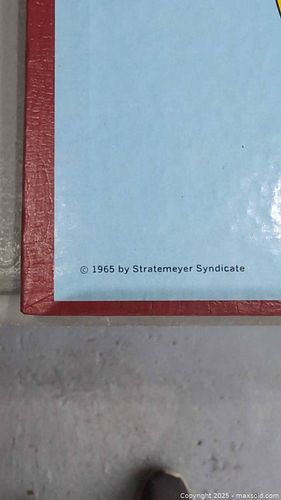 © 1965 by Stratemeyer Syndicate
Copyright 2025 - maxsold.com